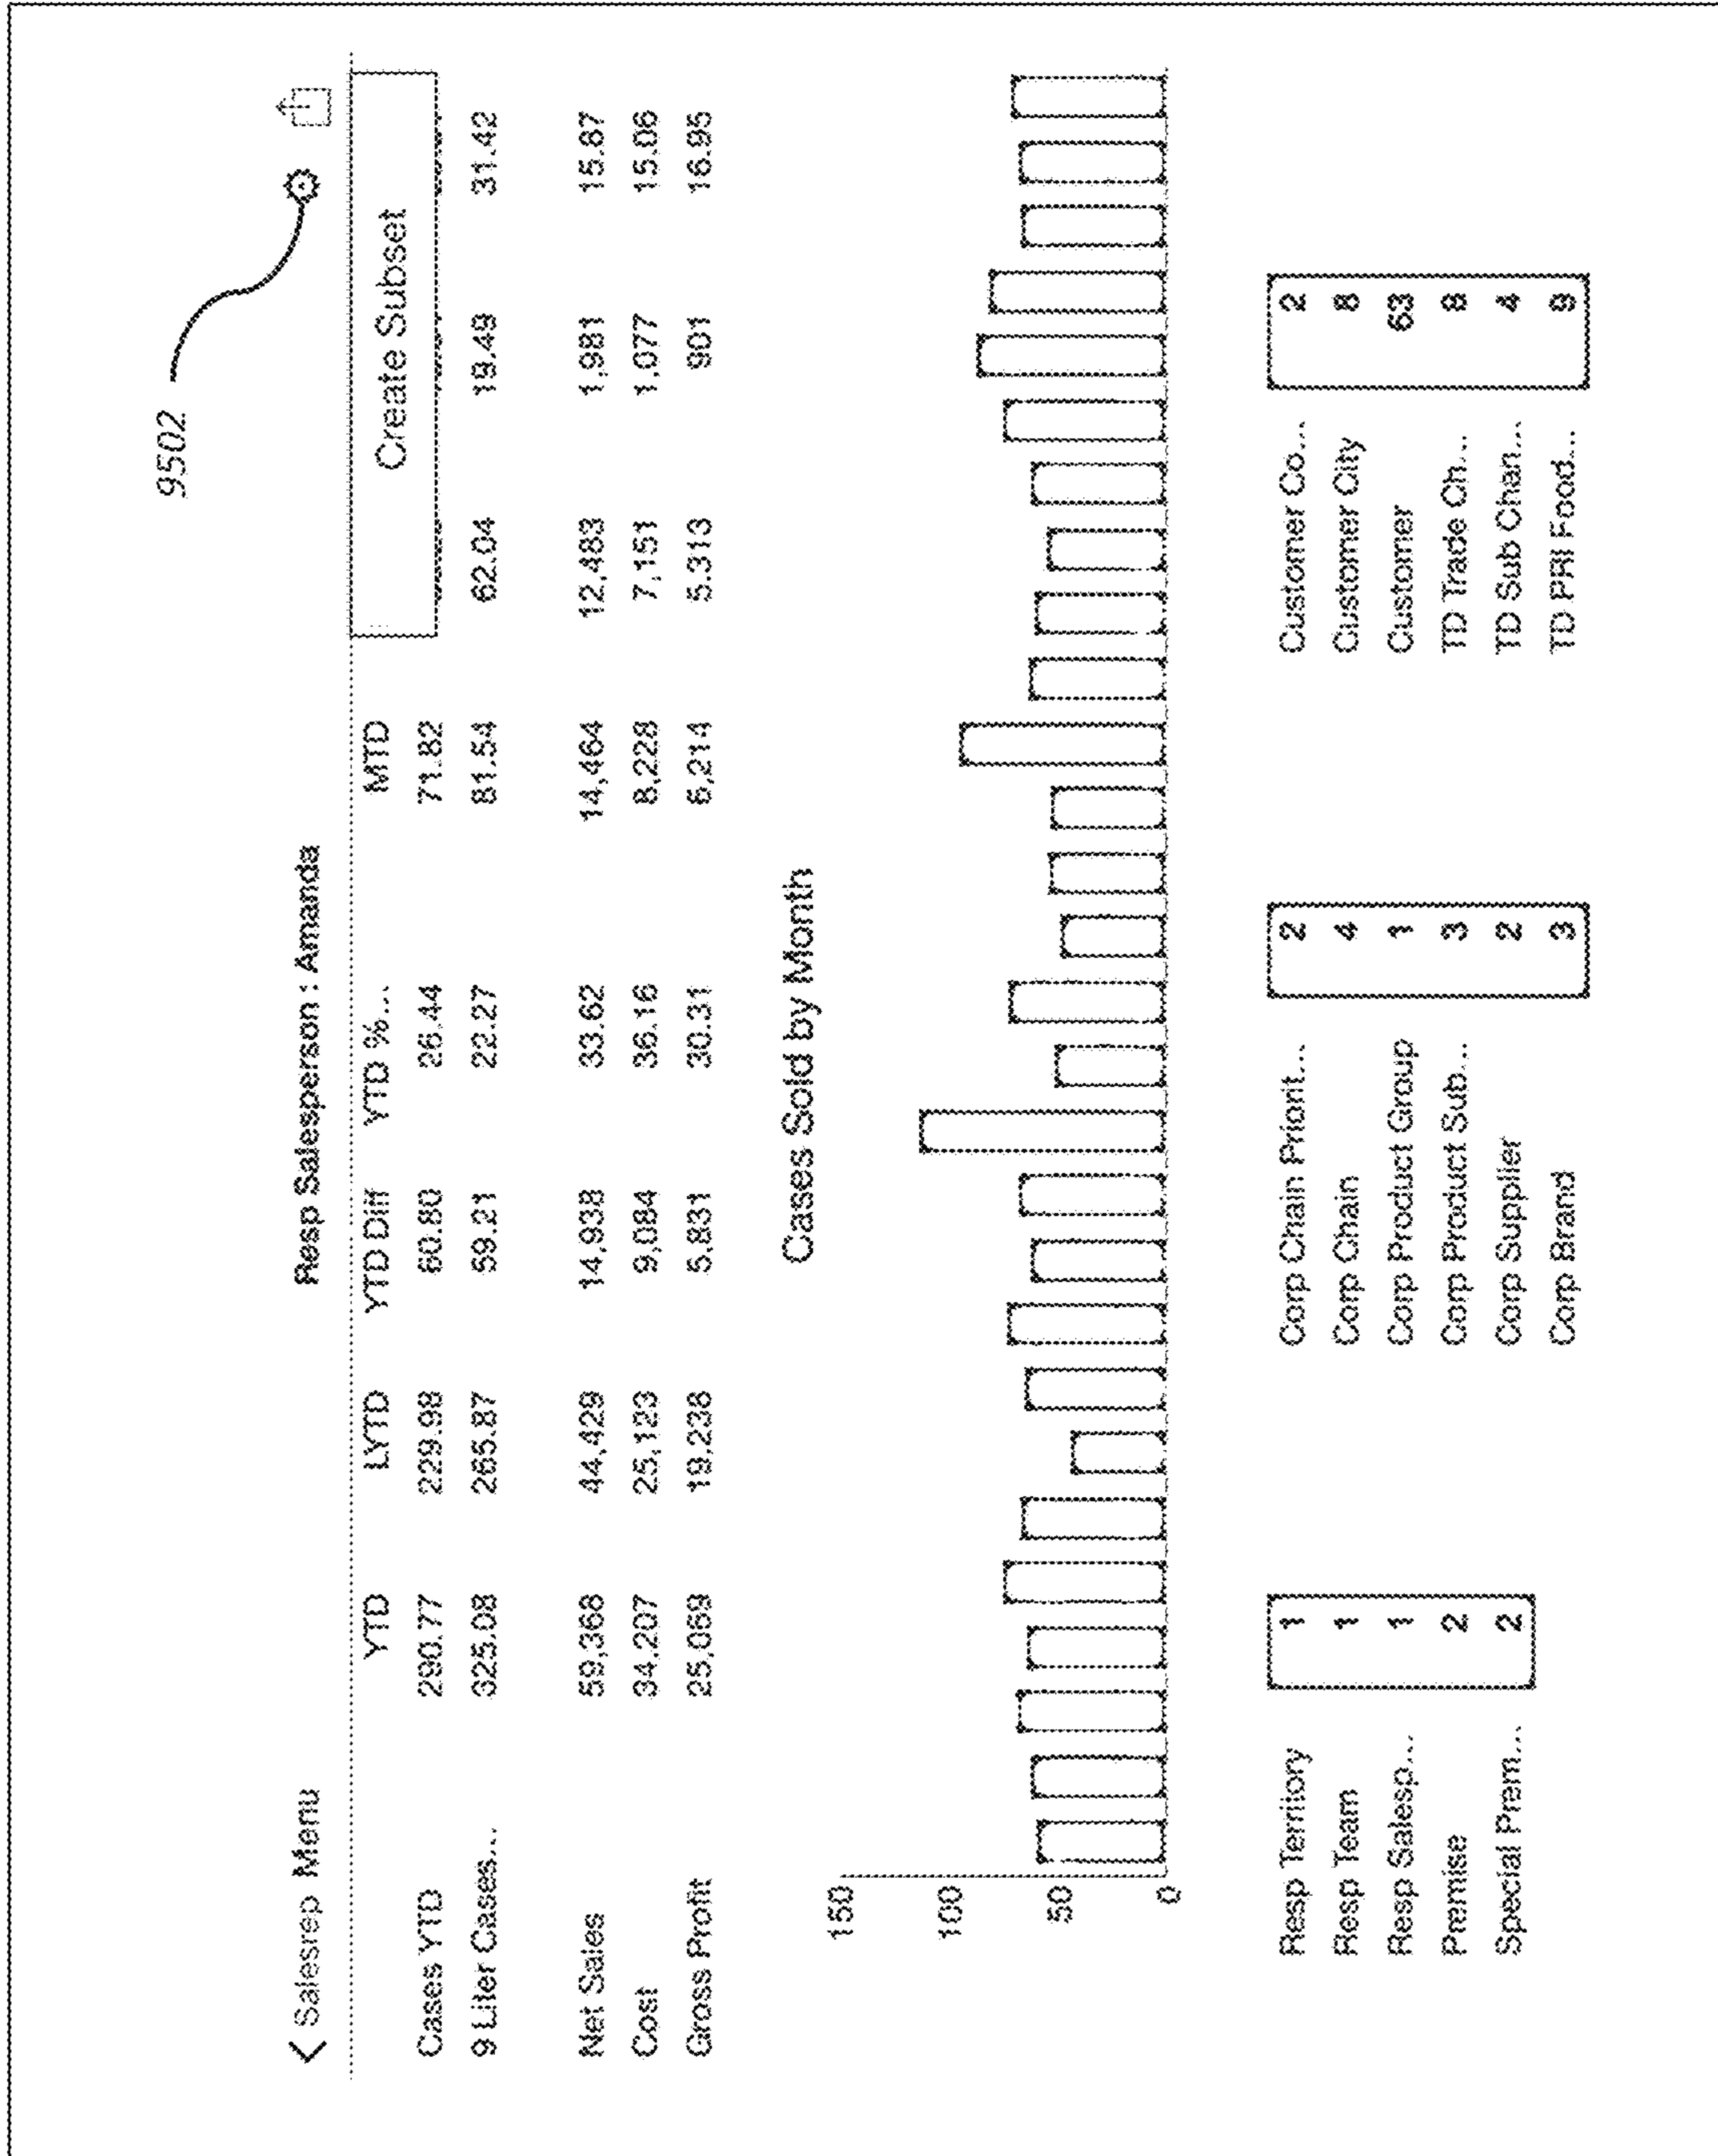 9502
Salesrep Menu Resp Salesperson : Amanda
YTD LYTD YTD Diff YTD %... MTD Create Subset
Cases YTD 290.77 229.98 60.80 26.44 71.82
9 Liter Cases... 325.08 265.87 59.21 22.27 81.54 62.04 19.49 31.42
Net Sales 59,368 44,429 14,938 33.62 14,464 12,483 1,981 15.87
Cost 34,207 25,123 9,084 36.16 8,228 7,151 1,077 15.06
Gross Profit 25,069 19,238 5,831 30.31 6,214 5.313 901 16.95
Cases Sold by Month
150
100
50
0
Resp Territory 1 Corp Chain Priorit... 2 Customer Co... 2
Resp Team 1 Corp Chain 4 Customer City 8
Resp Salesp... 1 Corp Product Group 1 Customer 63
Premise 2 Corp Product Sub... 3 TD Trade Ch... 8
Special Prem... 2 Corp Supplier 2 TD Sub Chan... 4
Corp Brand 3 TD PRI Food... 9